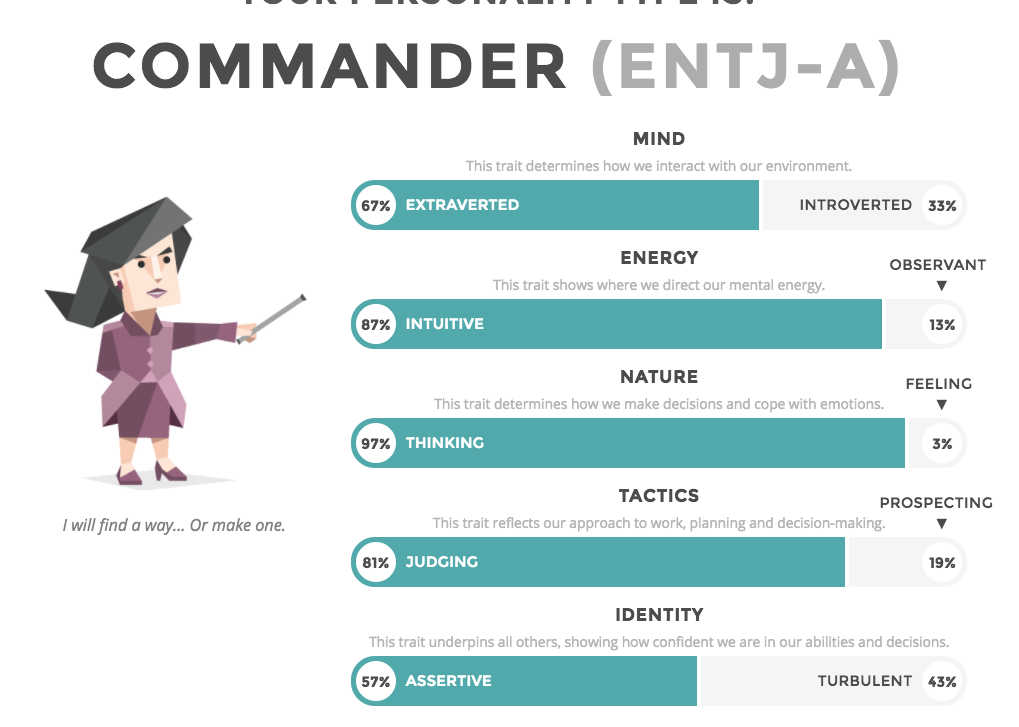 YOUR PERSONALITY TYPE IS:
COMMANDER (ENTJ-A)
MIND
This trait determines how we interact with our environment.
67% EXTRAVERTED INTROVERTED 33%
ENERGY
OBSERVANT
This trait shows where we direct our mental energy.
87% INTUITIVE 13%
NATURE
FEELING
This trait determines how we make decisions and cope with emotions.
97% THINKING 3%
TACTICS
PROSPECTING
This trait reflects our approach to work, planning and decision-making.
I will find a way... Or make one.
81% JUDGING 19%
IDENTITY
This trait underpins all others, showing how confident we are in our abilities and decisions.
57% ASSERTIVE TURBULENT 43%